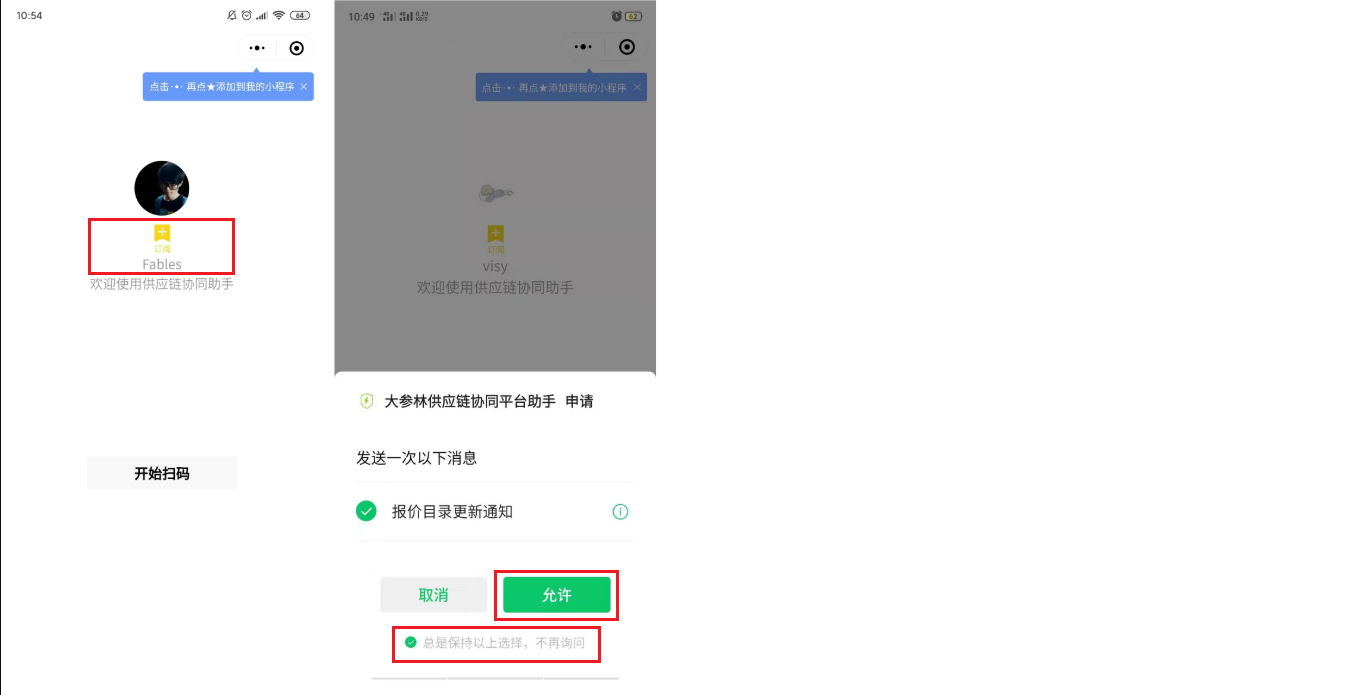 10:54
64
点击 ·•· 再点★添加到我的小程序 ×
订阅
Fables
欢迎使用供应链协同助手
开始扫码
10:49 4G 4G 0.29 KB/S
62
点击 ·•· 再点★添加到我的小程序 ×
订阅
visy
欢迎使用供应链协同助手
大参林供应链协同平台助手 申请
发送一次以下消息
报价目录更新通知
取消
允许
总是保持以上选择，不再询问